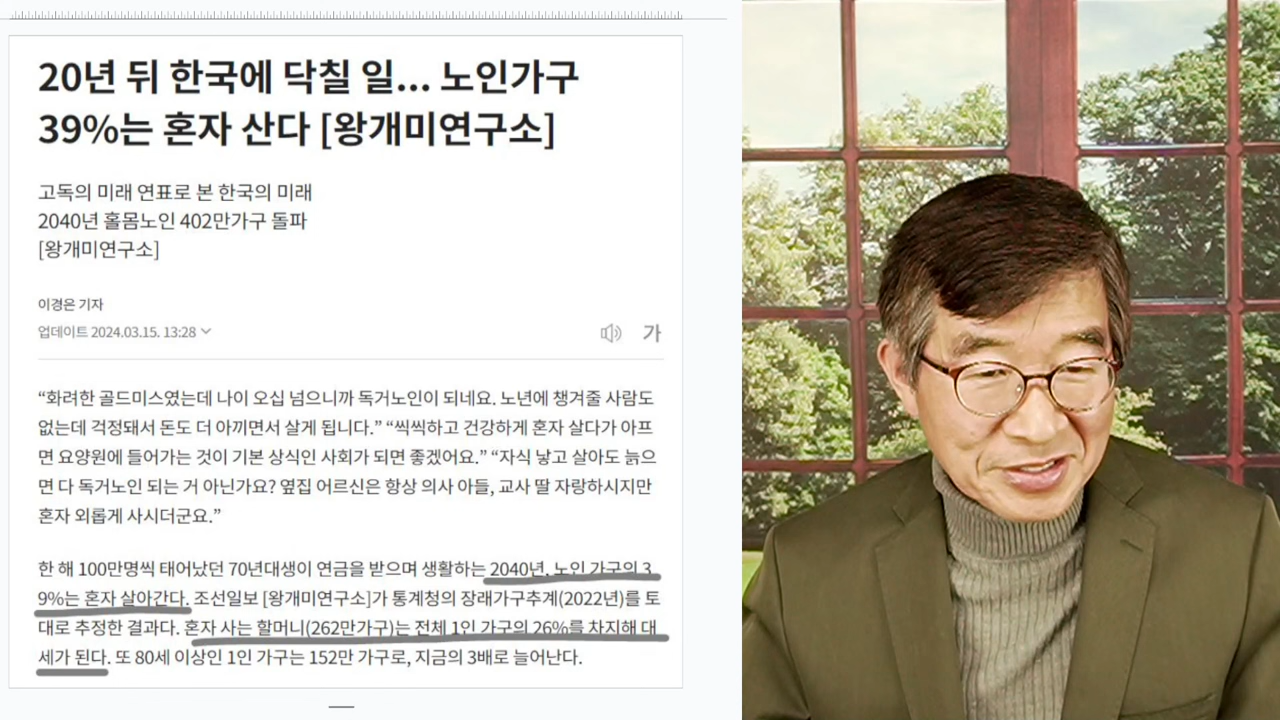 20년 뒤 한국에 닥칠 일... 노인가구
39%는 혼자 산다 [왕개미연구소]
고독의 미래 연표로 본 한국의 미래
2040년 홀몸노인 402만가구 돌파
[왕개미연구소]
이경은 기자
업데이트 2024.03.15. 13:28
가
“화려한 골드미스였는데 나이 오십 넘으니까 독거노인이 되네요. 노년에 챙겨줄 사람도
없는데 걱정돼서 돈도 더 아끼면서 살게 됩니다.” “씩씩하고 건강하게 혼자 살다가 아프
면 요양원에 들어가는 것이 기본 상식인 사회가 되면 좋겠어요.” “자식 낳고 살아도 늙으
면 다 독거노인 되는 거 아닌가요? 옆집 어르신은 항상 의사 아들, 교사 딸 자랑하시지만
혼자 외롭게 사시더군요.”
한 해 100만명씩 태어났던 70년대생이 연금을 받으며 생활하는 2040년, 노인 가구의 3
9%는 혼자 살아간다. 조선일보 [왕개미연구소]가 통계청의 장래가구추계(2022년)를 토
대로 추정한 결과다. 혼자 사는 할머니(262만가구)는 전체 1인 가구의 26%를 차지해 대
세가 된다. 또 80세 이상인 1인 가구는 152만 가구로, 지금의 3배로 늘어난다.